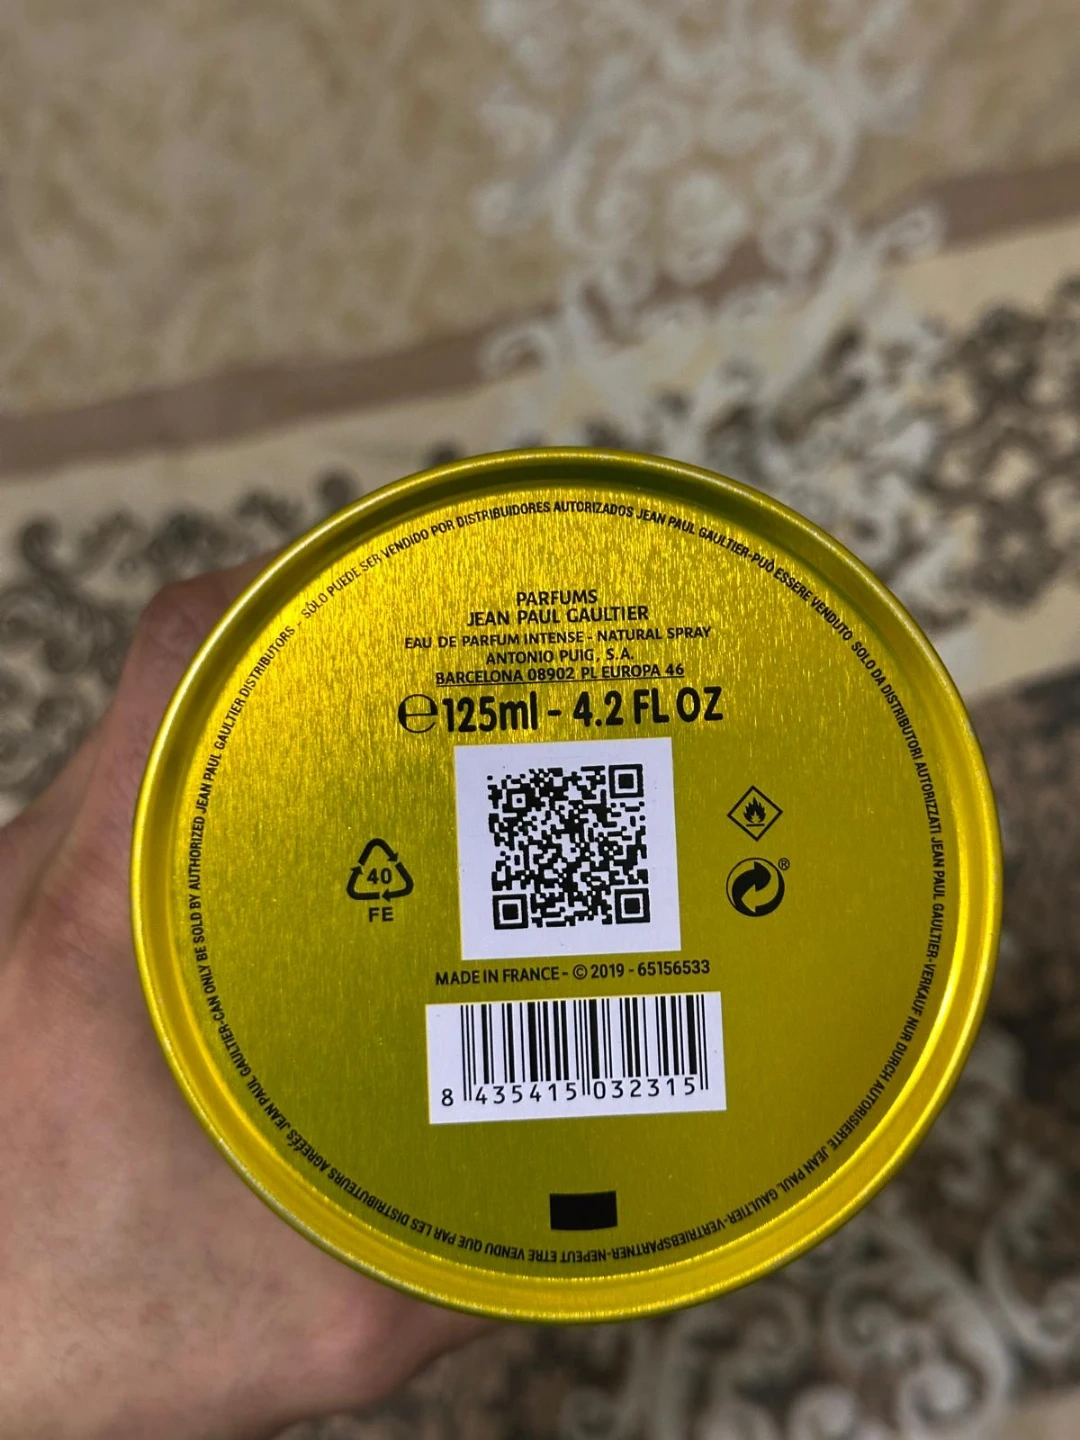 SÓLO PUEDE SER VENDIDO POR DISTRIBUIDORES AUTORIZADOS JEAN PAUL GAULTIER-PUÒ ESSERE VENDUTO SOLO DA DISTRIBUTORI AUTORIZZATI JEAN PAUL GAULTIER-VERKAUF NUR DURCH AUTORISIERTE JEAN PAUL GAULTIER-VERTRIEBSPARTNER-NEPEUT ETRE VENDU QUE PAR LES DISTRIBUTEURS AGRÉÉS JEAN PAUL GAULTIER-CAN ONLY BE SOLD BY AUTHORIZED JEAN PAUL GAULTIER DISTRIBUTORS -
PARFUMS
JEAN PAUL GAULTIER
EAU DE PARFUM INTENSE - NATURAL SPRAY
ANTONIO PUIG, S.A.
BARCELONA 08902 PL EUROPA 46
℮125ml - 4.2 FL OZ
40
FE
®
MADE IN FRANCE - © 2019 - 65156533
8 435415 032315